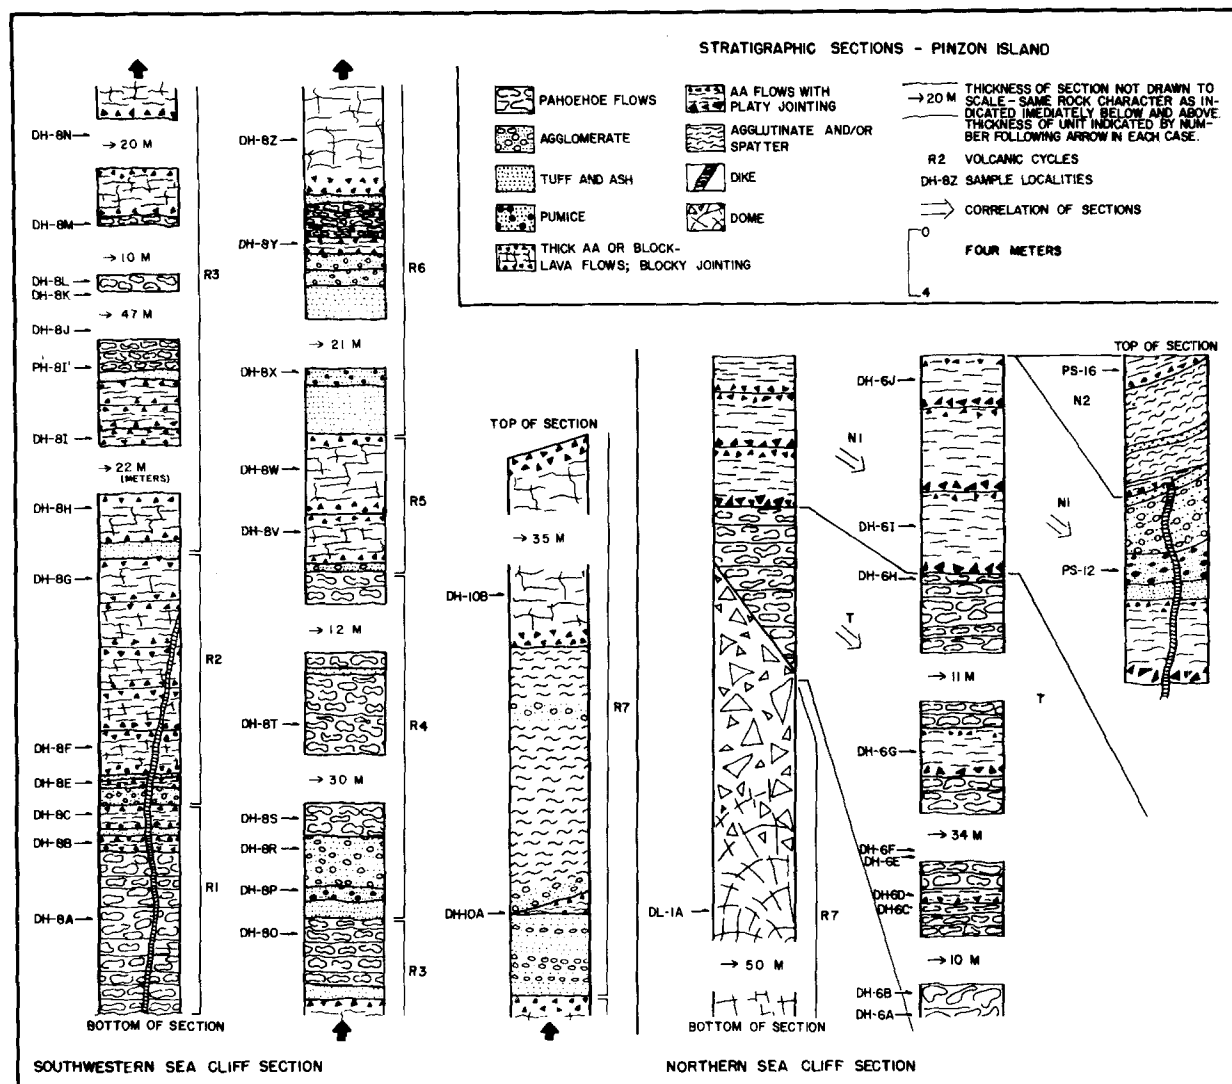 STRATIGRAPHIC SECTIONS - PINZON ISLAND
PAHOEHOE FLOWS
AGGLOMERATE
TUFF AND ASH
PUMICE
THICK AA OR BLOCK-
LAVA FLOWS; BLOCKY JOINTING
AA FLOWS WITH
PLATY JOINTING
AGGLUTINATE AND/OR
SPATTER
DIKE
DOME
→20 M
THICKNESS OF SECTION NOT DRAWN TO
SCALE-SAME ROCK CHARACTER AS IN-
DICATED IMEDIATELY BELOW AND ABOVE.
THICKNESS OF UNIT INDICATED BY NUM-
BER FOLLOWING ARROW IN EACH CASE.
R2 VOLCANIC CYCLES
DH-8Z SAMPLE LOCALITIES
CORRELATION OF SECTIONS
0
FOUR METERS
4
DH-8N
→ 20 M
DH-8M
→ 10 M
DH-8L
DH-8K
→ 47 M
DH-8J
PH-8I'
DH-8I
→ 22 M
(METERS)
DH-8H
DH-8G
DH-8F
DH-8E
DH-8C
DH-8B
DH-8A
R3
R2
R1
BOTTOM OF SECTION
DH-8Z
DH-8Y
→ 21 M
DH-8X
DH-8W
DH-8V
→ 12 M
DH-8T
→ 30 M
DH-8S
DH-8R
DH-8P
DH-8O
R6
R5
R4
R3
TOP OF SECTION
→ 35 M
DH-10B
DH-10A
R7
SOUTHWESTERN SEA CLIFF SECTION
N1
T
DL-1A
→ 50 M
R7
BOTTOM OF SECTION
DH-6J
DH-6I
DH-6H
→ 11 M
DH-6G
→ 34 M
DH-6F
DH-6E
DH-6D
DH-6C
→ 10 M
DH-6B
DH-6A
TOP OF SECTION
PS-16
N2
N1
PS-12
T
NORTHERN SEA CLIFF SECTION